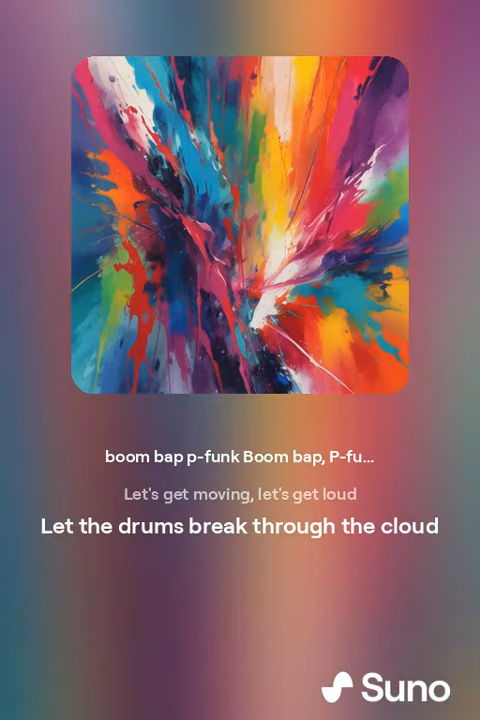 boom bap p-funk Boom bap, P-fu...
Let's get moving, let's get loud
Let the drums break through the cloud
Suno